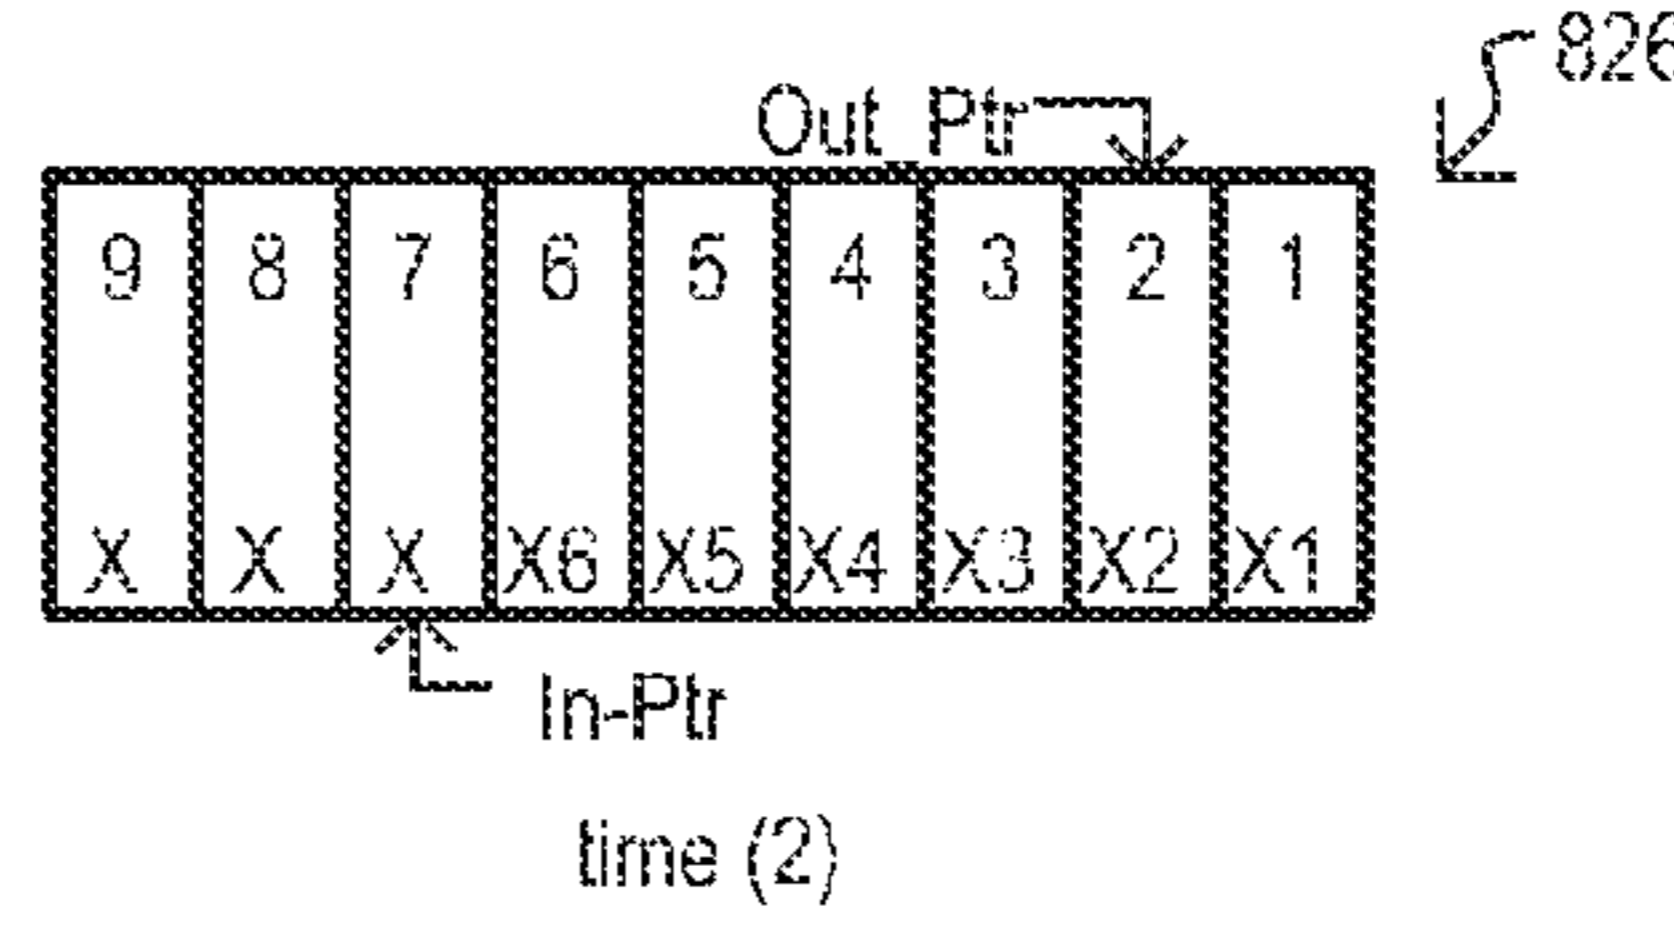 826
Out_Ptr
9 8 7 6 5 4 3 2 1
X X X X6 X5 X4 X3 X2 X1
In-Ptr
time (2)